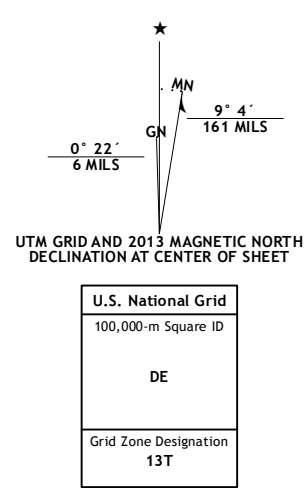 ★
MN
GN
9° 4´
161 MILS
0° 22´
6 MILS
UTM GRID AND 2013 MAGNETIC NORTH
DECLINATION AT CENTER OF SHEET
U.S. National Grid
100,000-m Square ID
DE
Grid Zone Designation
13T